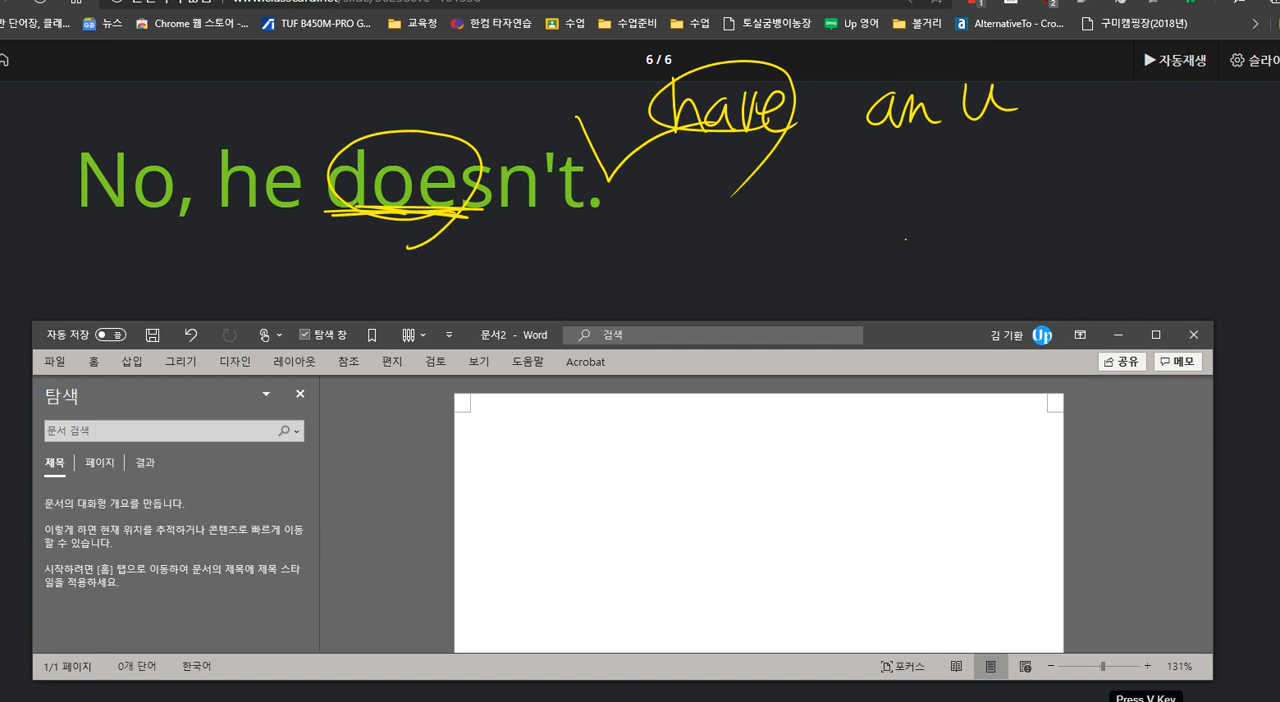 뉴스 Chrome 웹 스토어 -... TUF B450M-PRO G... 교육청 한컴 타자연습 수업 수업준비 수업 토실굼뱅이농장 Up 영어 볼거리 AlternativeTo - Cro... 구미캠핑장(2018년)
6 / 6
자동재생
have an u
No, he doesn't.
자동 저장 끔 탐색 창 문서2 - Word 검색 김 기환 Up
파일 홈 삽입 그리기 디자인 레이아웃 참조 편지 검토 보기 도움말 Acrobat 공유 메모
탐색
문서 검색
제목 페이지 결과
문서의 대화형 개요를 만듭니다.
이렇게 하면 현재 위치를 추적하거나 콘텐츠로 빠르게 이동
할 수 있습니다.
시작하려면 [홈] 탭으로 이동하여 문서의 제목에 제목 스타
일을 적용하세요.
1/1 페이지 0개 단어 한국어 포커스 131%
Press V Key